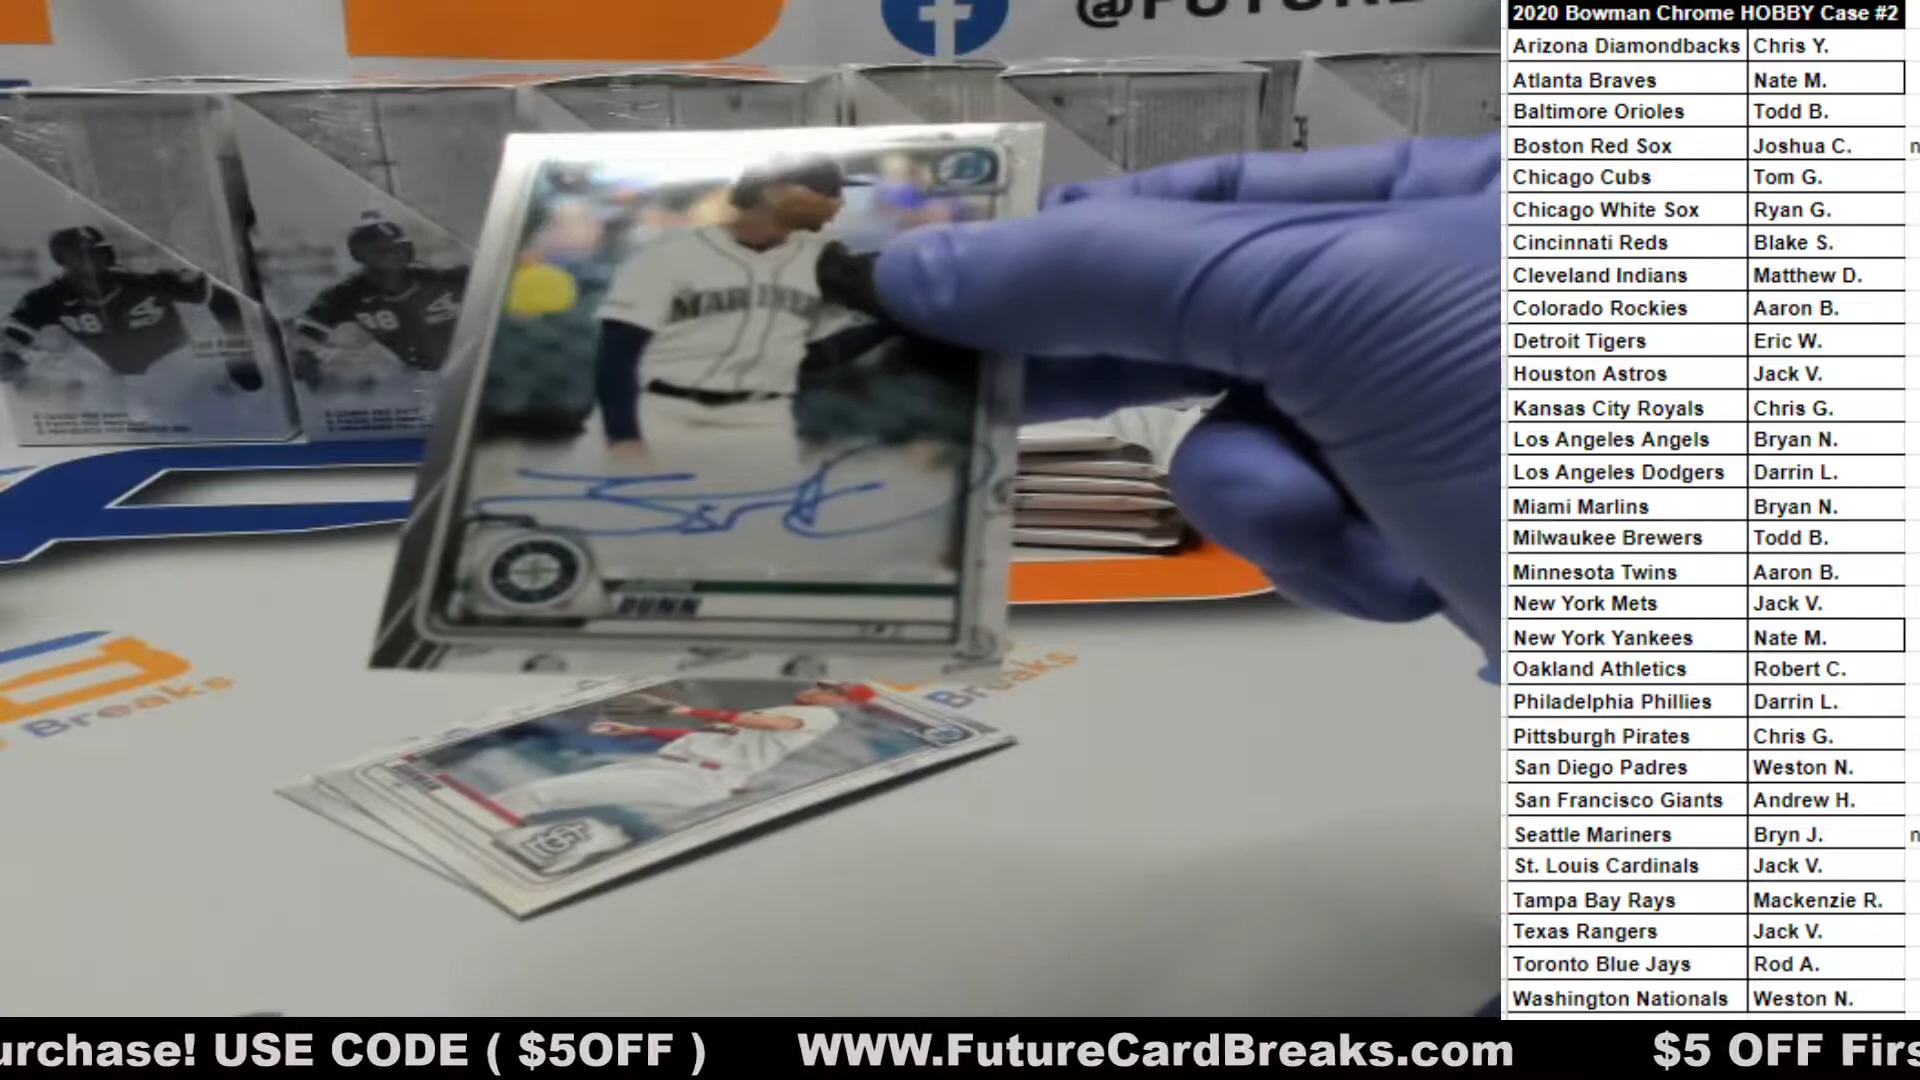 @FUTURE
2020 Bowman Chrome HOBBY Case #2
Arizona Diamondbacks Chris Y.
Atlanta Braves Nate M.
Baltimore Orioles Todd B.
Boston Red Sox Joshua C. n
Chicago Cubs Tom G.
Chicago White Sox Ryan G.
Cincinnati Reds Blake S.
Cleveland Indians Matthew D.
Colorado Rockies Aaron B.
Detroit Tigers Eric W.
Houston Astros Jack V.
Kansas City Royals Chris G.
Los Angeles Angels Bryan N.
Los Angeles Dodgers Darrin L.
Miami Marlins Bryan N.
Milwaukee Brewers Todd B.
Minnesota Twins Aaron B.
New York Mets Jack V.
New York Yankees Nate M.
Oakland Athletics Robert C.
Philadelphia Phillies Darrin L.
Pittsburgh Pirates Chris G.
San Diego Padres Weston N.
San Francisco Giants Andrew H.
Seattle Mariners Bryn J. n
St. Louis Cardinals Jack V.
Tampa Bay Rays Mackenzie R.
Texas Rangers Jack V.
Toronto Blue Jays Rod A.
Washington Nationals Weston N.
DUNN
Breaks
Breaks
urchase! USE CODE ( $5OFF ) WWW.FutureCardBreaks.com $5 OFF Firs